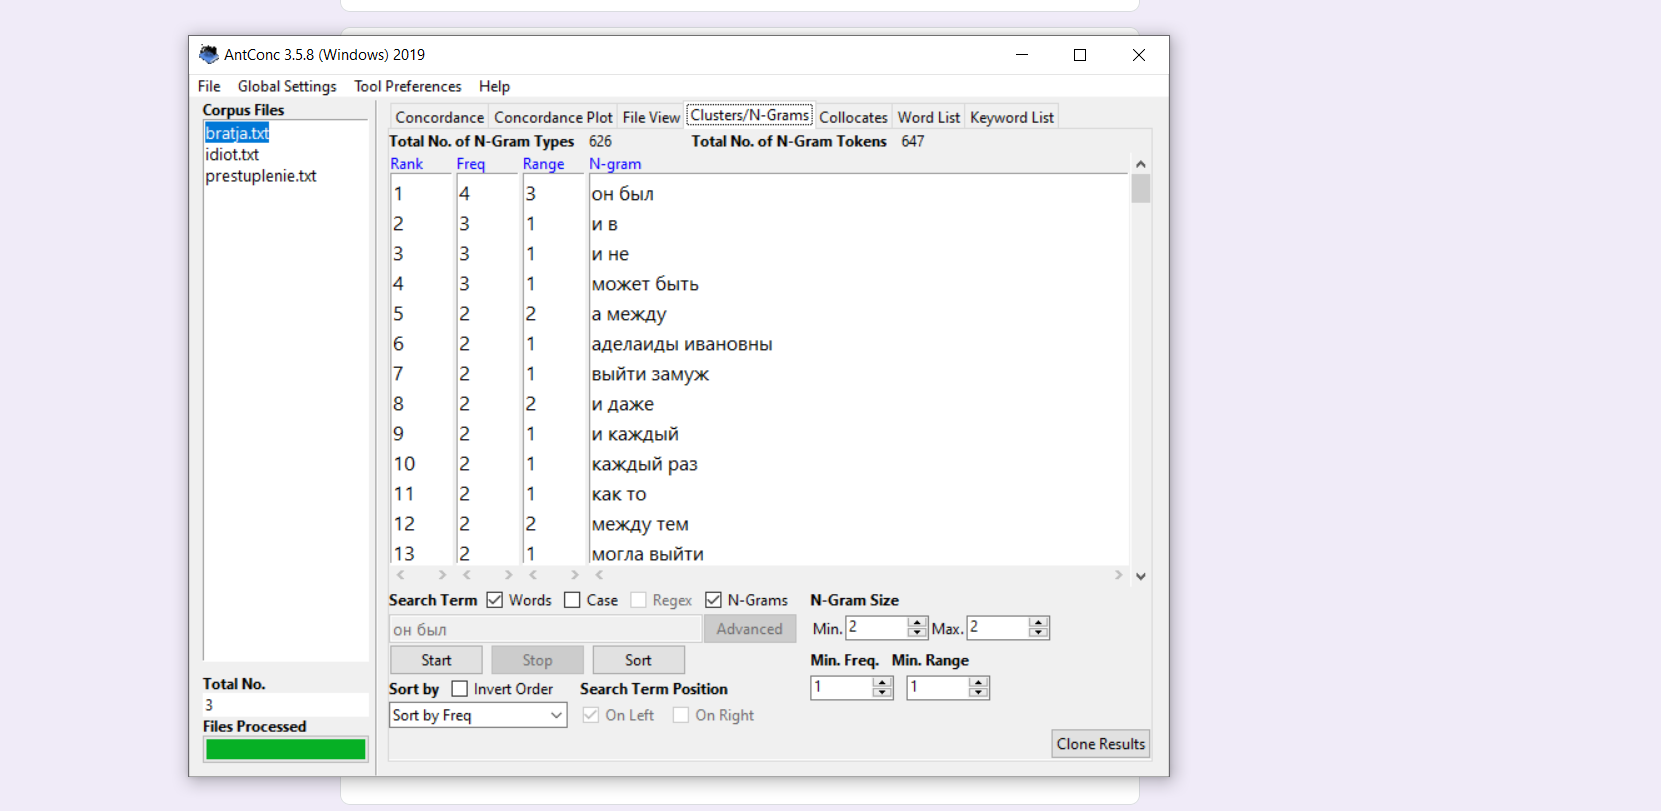 AntConc 3.5.8 (Windows) 2019
File Global Settings Tool Preferences Help
Corpus Files
bratja.txt
idiot.txt
prestuplenie.txt
Total No.
3
Files Processed
Concordance Concordance Plot File View Clusters/N-Grams Collocates Word List Keyword List
Total No. of N-Gram Types 626 Total No. of N-Gram Tokens 647
Rank Freq Range N-gram
1 4 3 он был
2 3 1 и в
3 3 1 и не
4 3 1 может быть
5 2 2 а между
6 2 1 аделаиды ивановны
7 2 1 выйти замуж
8 2 2 и даже
9 2 1 и каждый
10 2 1 каждый раз
11 2 1 как то
12 2 2 между тем
13 2 1 могла выйти
Search Term Words Case Regex N-Grams N-Gram Size
он был Advanced Min. 2 Max. 2
Start Stop Sort Min. Freq. Min. Range
Sort by Invert Order Search Term Position 1 1
Sort by Freq On Left On Right
Clone Results